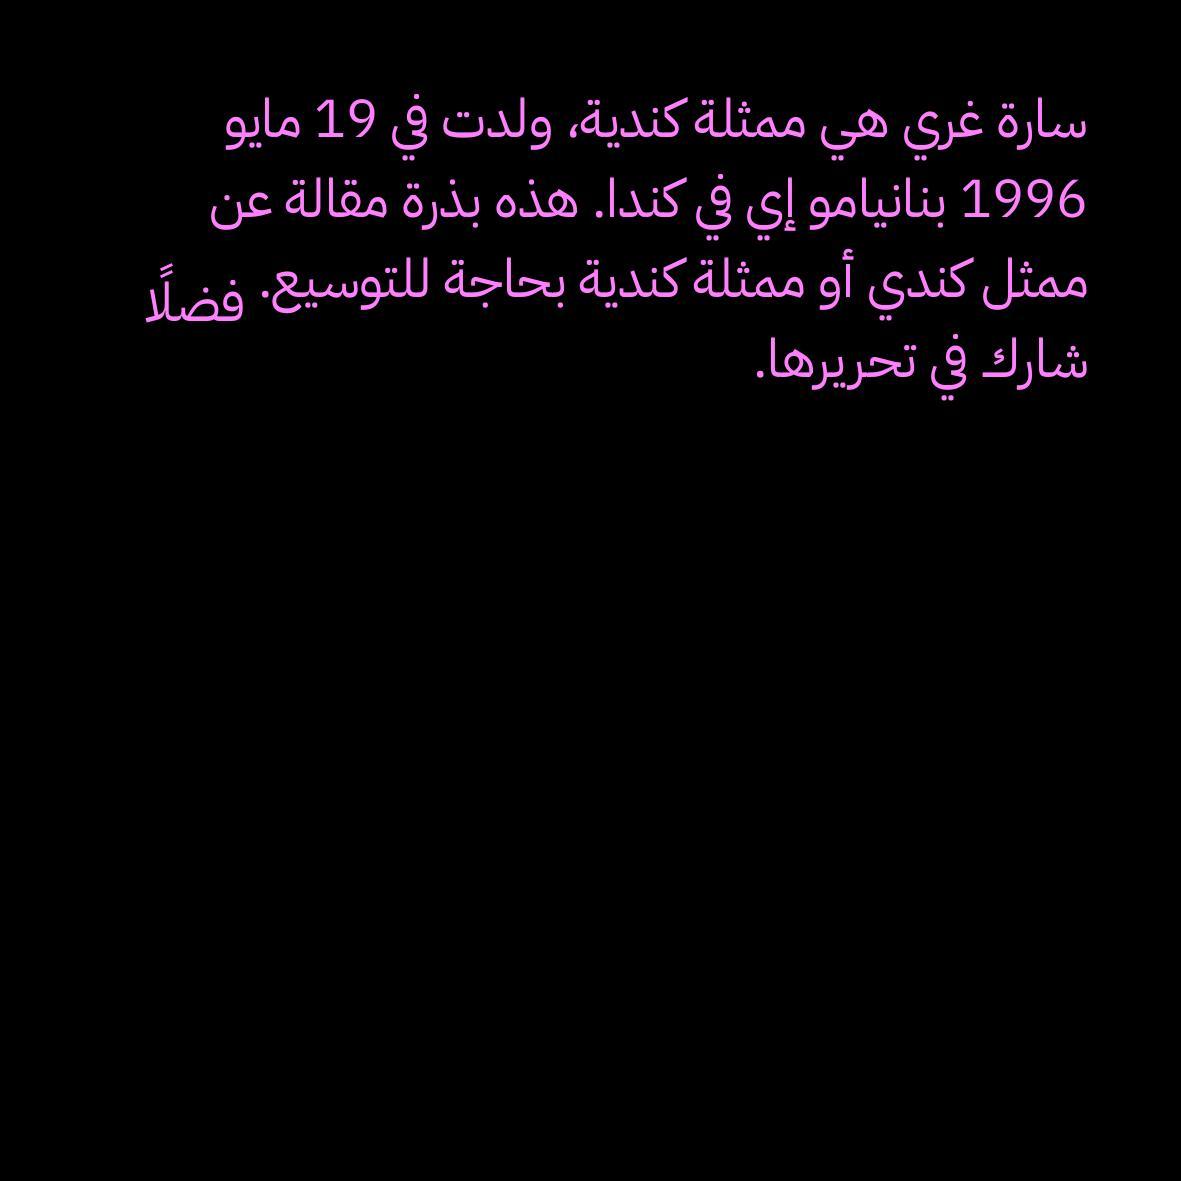 سارة غري هي ممثلة كندية، ولدت في 19 مايو
1996 بنانيامو إي في كندا. هذه بذرة مقالة عن
ممثل كندي أو ممثلة كندية بحاجة للتوسيع. فضلًا
شارك في تحريرها.